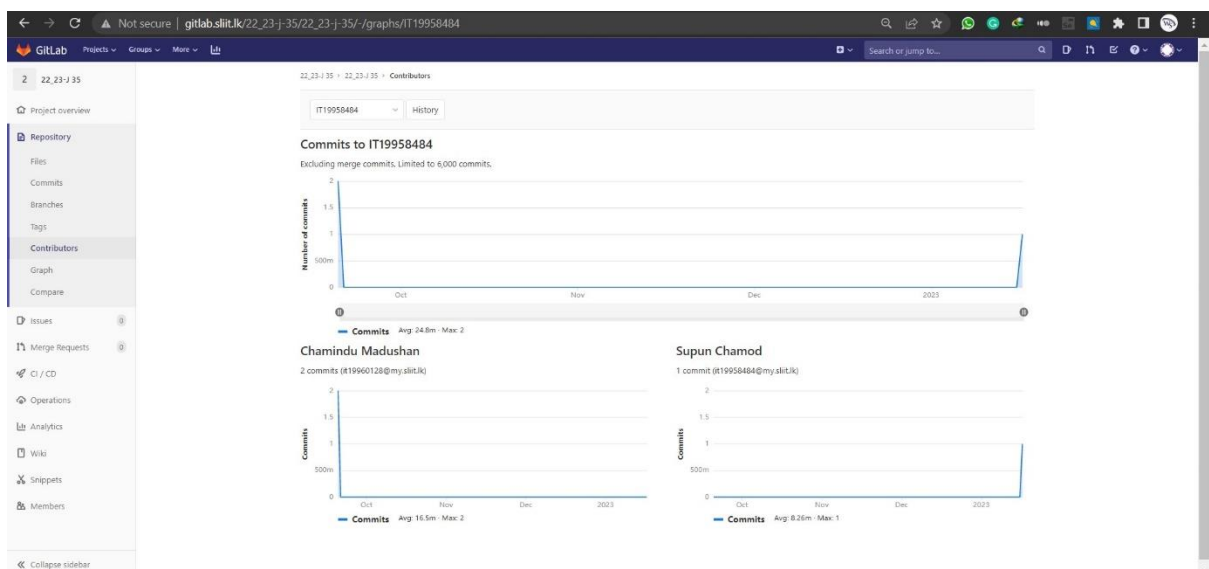 Not secure | gitlab.sliit.lk/22_23-j-35/22_23-j-35/-/graphs/IT19958484
GitLab Projects Groups More Search or jump to...
2 22_23-J 35
Project overview
Repository
Files
Commits
Branches
Tags
Contributors
Graph
Compare
Issues 0
Merge Requests 0
CI / CD
Operations
Analytics
Wiki
Snippets
Members
Collapse sidebar
22_23-J 35 › 22_23-J 35 › Contributors
IT19958484 History
Commits to IT19958484
Excluding merge commits. Limited to 6,000 commits.
Number of commits
2
1.5
1
500m
0
Oct Nov Dec 2023
Commits Avg: 24.8m · Max: 2
Chamindu Madushan
2 commits (it19960128@my.sliit.lk)
Commits
2
1.5
1
500m
0
Oct Nov Dec 2023
Commits Avg: 16.5m · Max: 2
Supun Chamod
1 commit (it19958484@my.sliit.lk)
Commits
2
1.5
1
500m
0
Oct Nov Dec 2023
Commits Avg: 8.26m · Max: 1